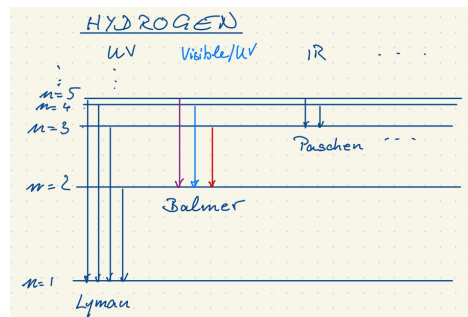 HYDROGEN
UV Visible/UV IR . . . .
n=5
n=4
n=3
Paschen
n=2
Balmer
n=1
Lyman